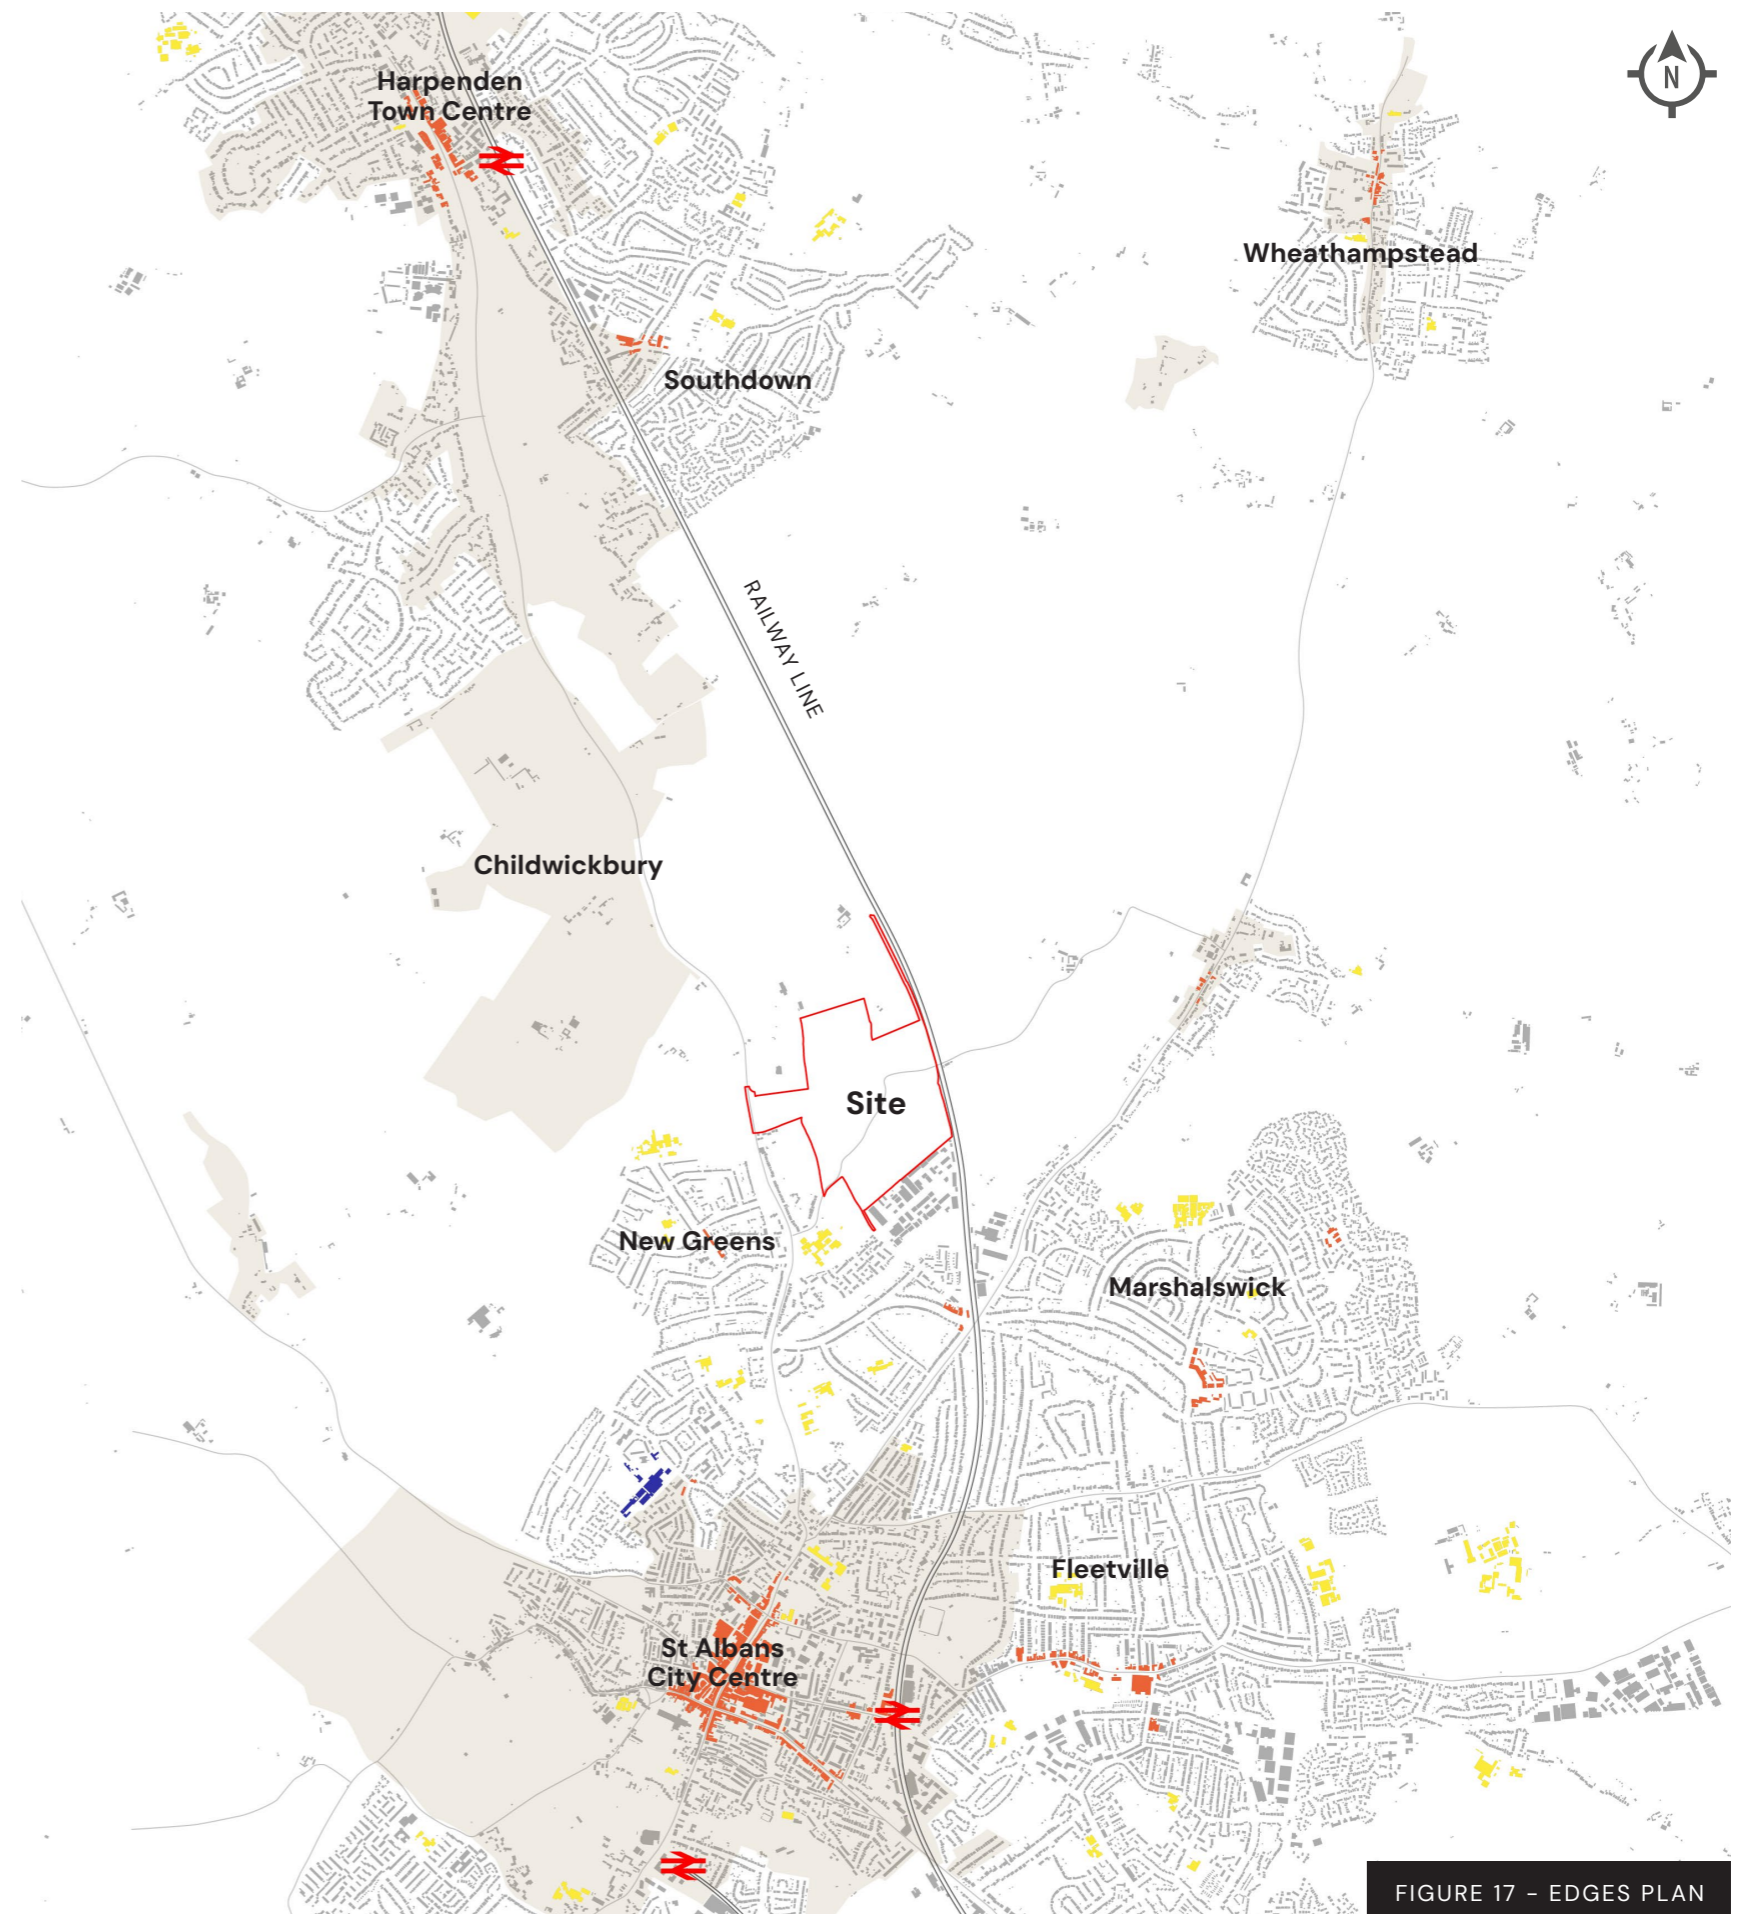 Harpenden
Town Centre
N
Wheathampstead
Southdown
RAILWAY LINE
Childwickbury
Site
New Greens
Marshalswick
Fleetville
St Albans
City Centre
FIGURE 17 - EDGES PLAN